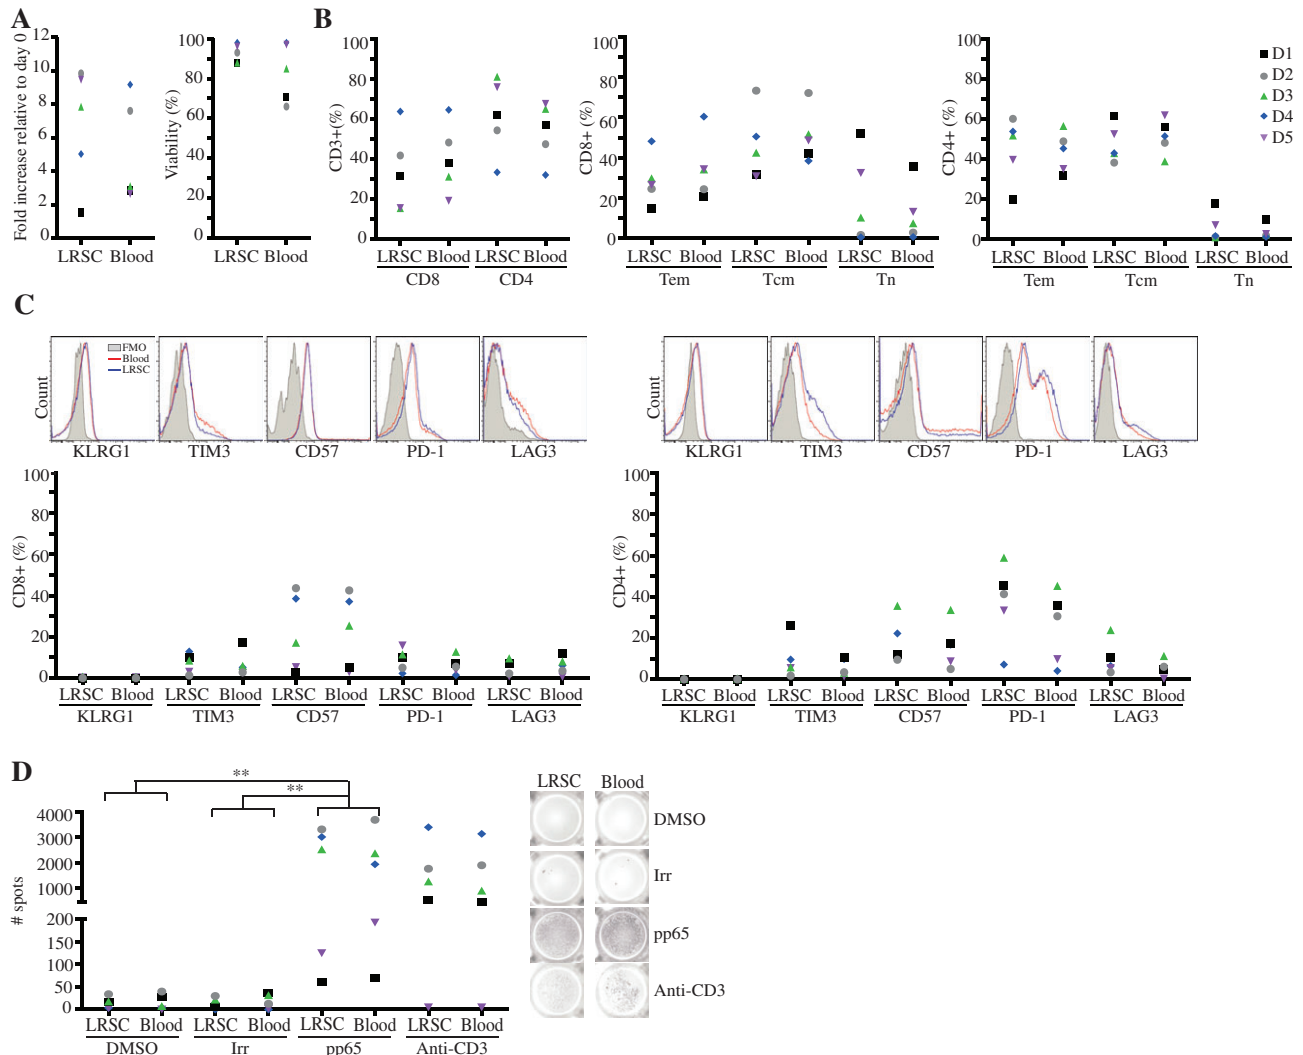 A
B
Fold increase relative to day 0
12
10
8
6
4
2
0
LRSC Blood
Viability (%)
100
80
60
40
20
0
LRSC Blood
CD3+(%)
100
80
60
40
20
0
LRSC Blood LRSC Blood
CD8 CD4
CD8+ (%)
100
80
60
40
20
0
LRSC Blood LRSC Blood LRSC Blood
Tem Tcm Tn
CD4+ (%)
100
80
60
40
20
0
LRSC Blood LRSC Blood LRSC Blood
Tem Tcm Tn
D1
D2
D3
D4
D5
C
Count
FMO
Blood
LRSC
KLRG1 TIM3 CD57 PD-1 LAG3
Count
KLRG1 TIM3 CD57 PD-1 LAG3
CD8+ (%)
100
80
60
40
20
0
LRSC Blood LRSC Blood LRSC Blood LRSC Blood LRSC Blood
KLRG1 TIM3 CD57 PD-1 LAG3
CD4+ (%)
100
80
60
40
20
0
LRSC Blood LRSC Blood LRSC Blood LRSC Blood LRSC Blood
KLRG1 TIM3 CD57 PD-1 LAG3
D
**
**
# spots
4000
3000
2000
1000
200
150
100
50
0
LRSC Blood LRSC Blood LRSC Blood LRSC Blood
DMSO Irr pp65 Anti-CD3
LRSC Blood
DMSO
Irr
pp65
Anti-CD3